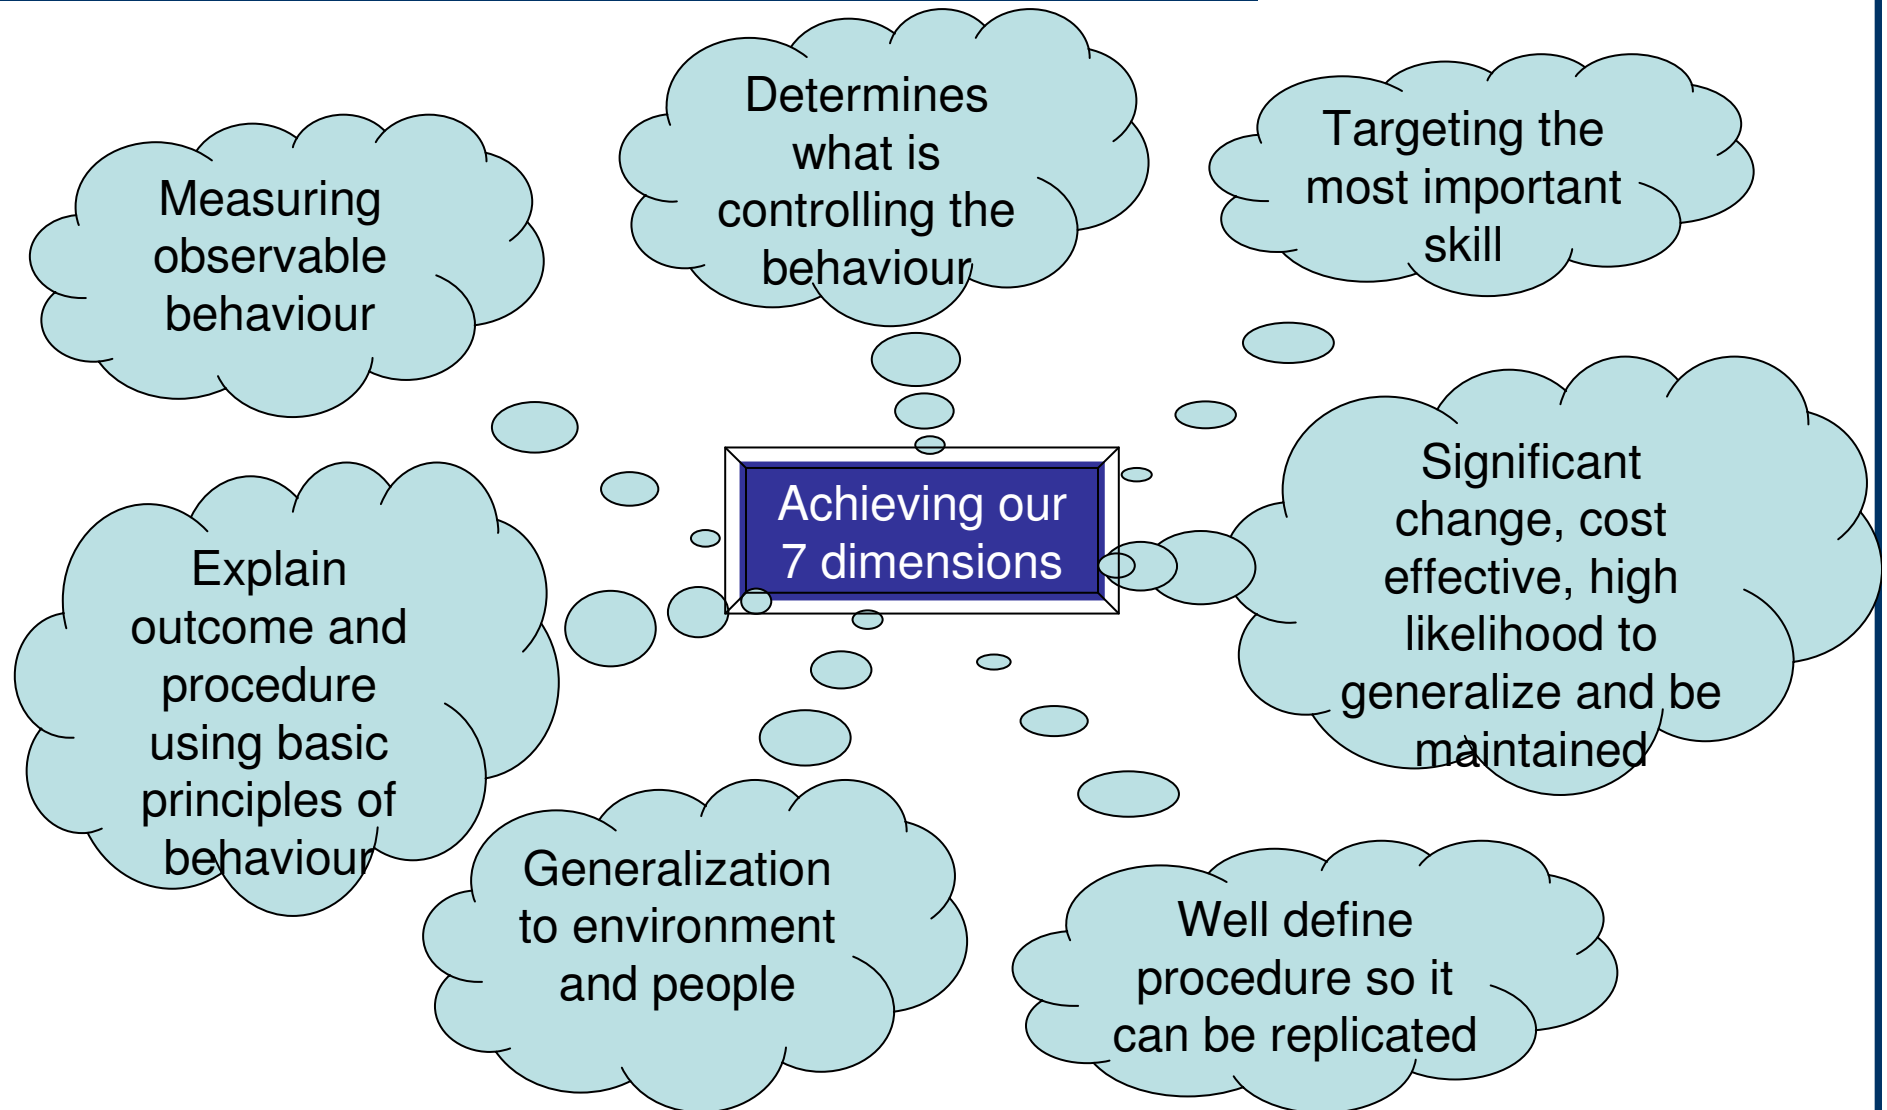 Determines
what is
controlling the
behaviour
Targeting the
most important
skill
Measuring
observable
behaviour
Achieving our
7 dimensions
Significant
change, cost
effective, high
likelihood to
generalize and be
maintained
Explain
outcome and
procedure
using basic
principles of
behaviour
Generalization
to environment
and people
Well define
procedure so it
can be replicated